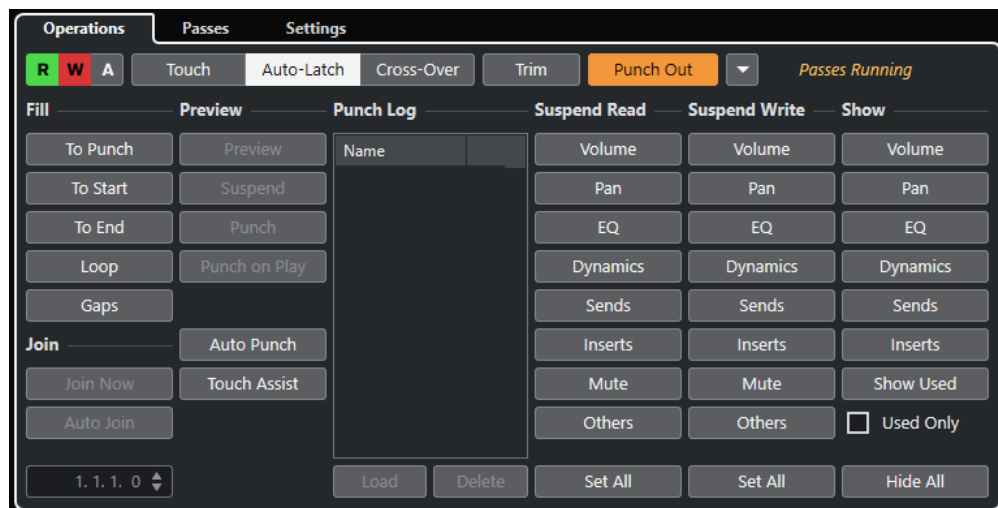 Operations Passes Settings
R W A Touch Auto-Latch Cross-Over Trim Punch Out Passes Running
Fill Preview Punch Log Suspend Read Suspend Write Show
To Punch Preview Name Volume Volume Volume
To Start Suspend Pan Pan Pan
To End Punch EQ EQ EQ
Loop Punch on Play Dynamics Dynamics Dynamics
Gaps Sends Sends Sends
Join Auto Punch Inserts Inserts Inserts
Join Now Touch Assist Mute Mute Show Used
Auto Join Others Others Used Only
1. 1. 1. 0 Load Delete Set All Set All Hide All